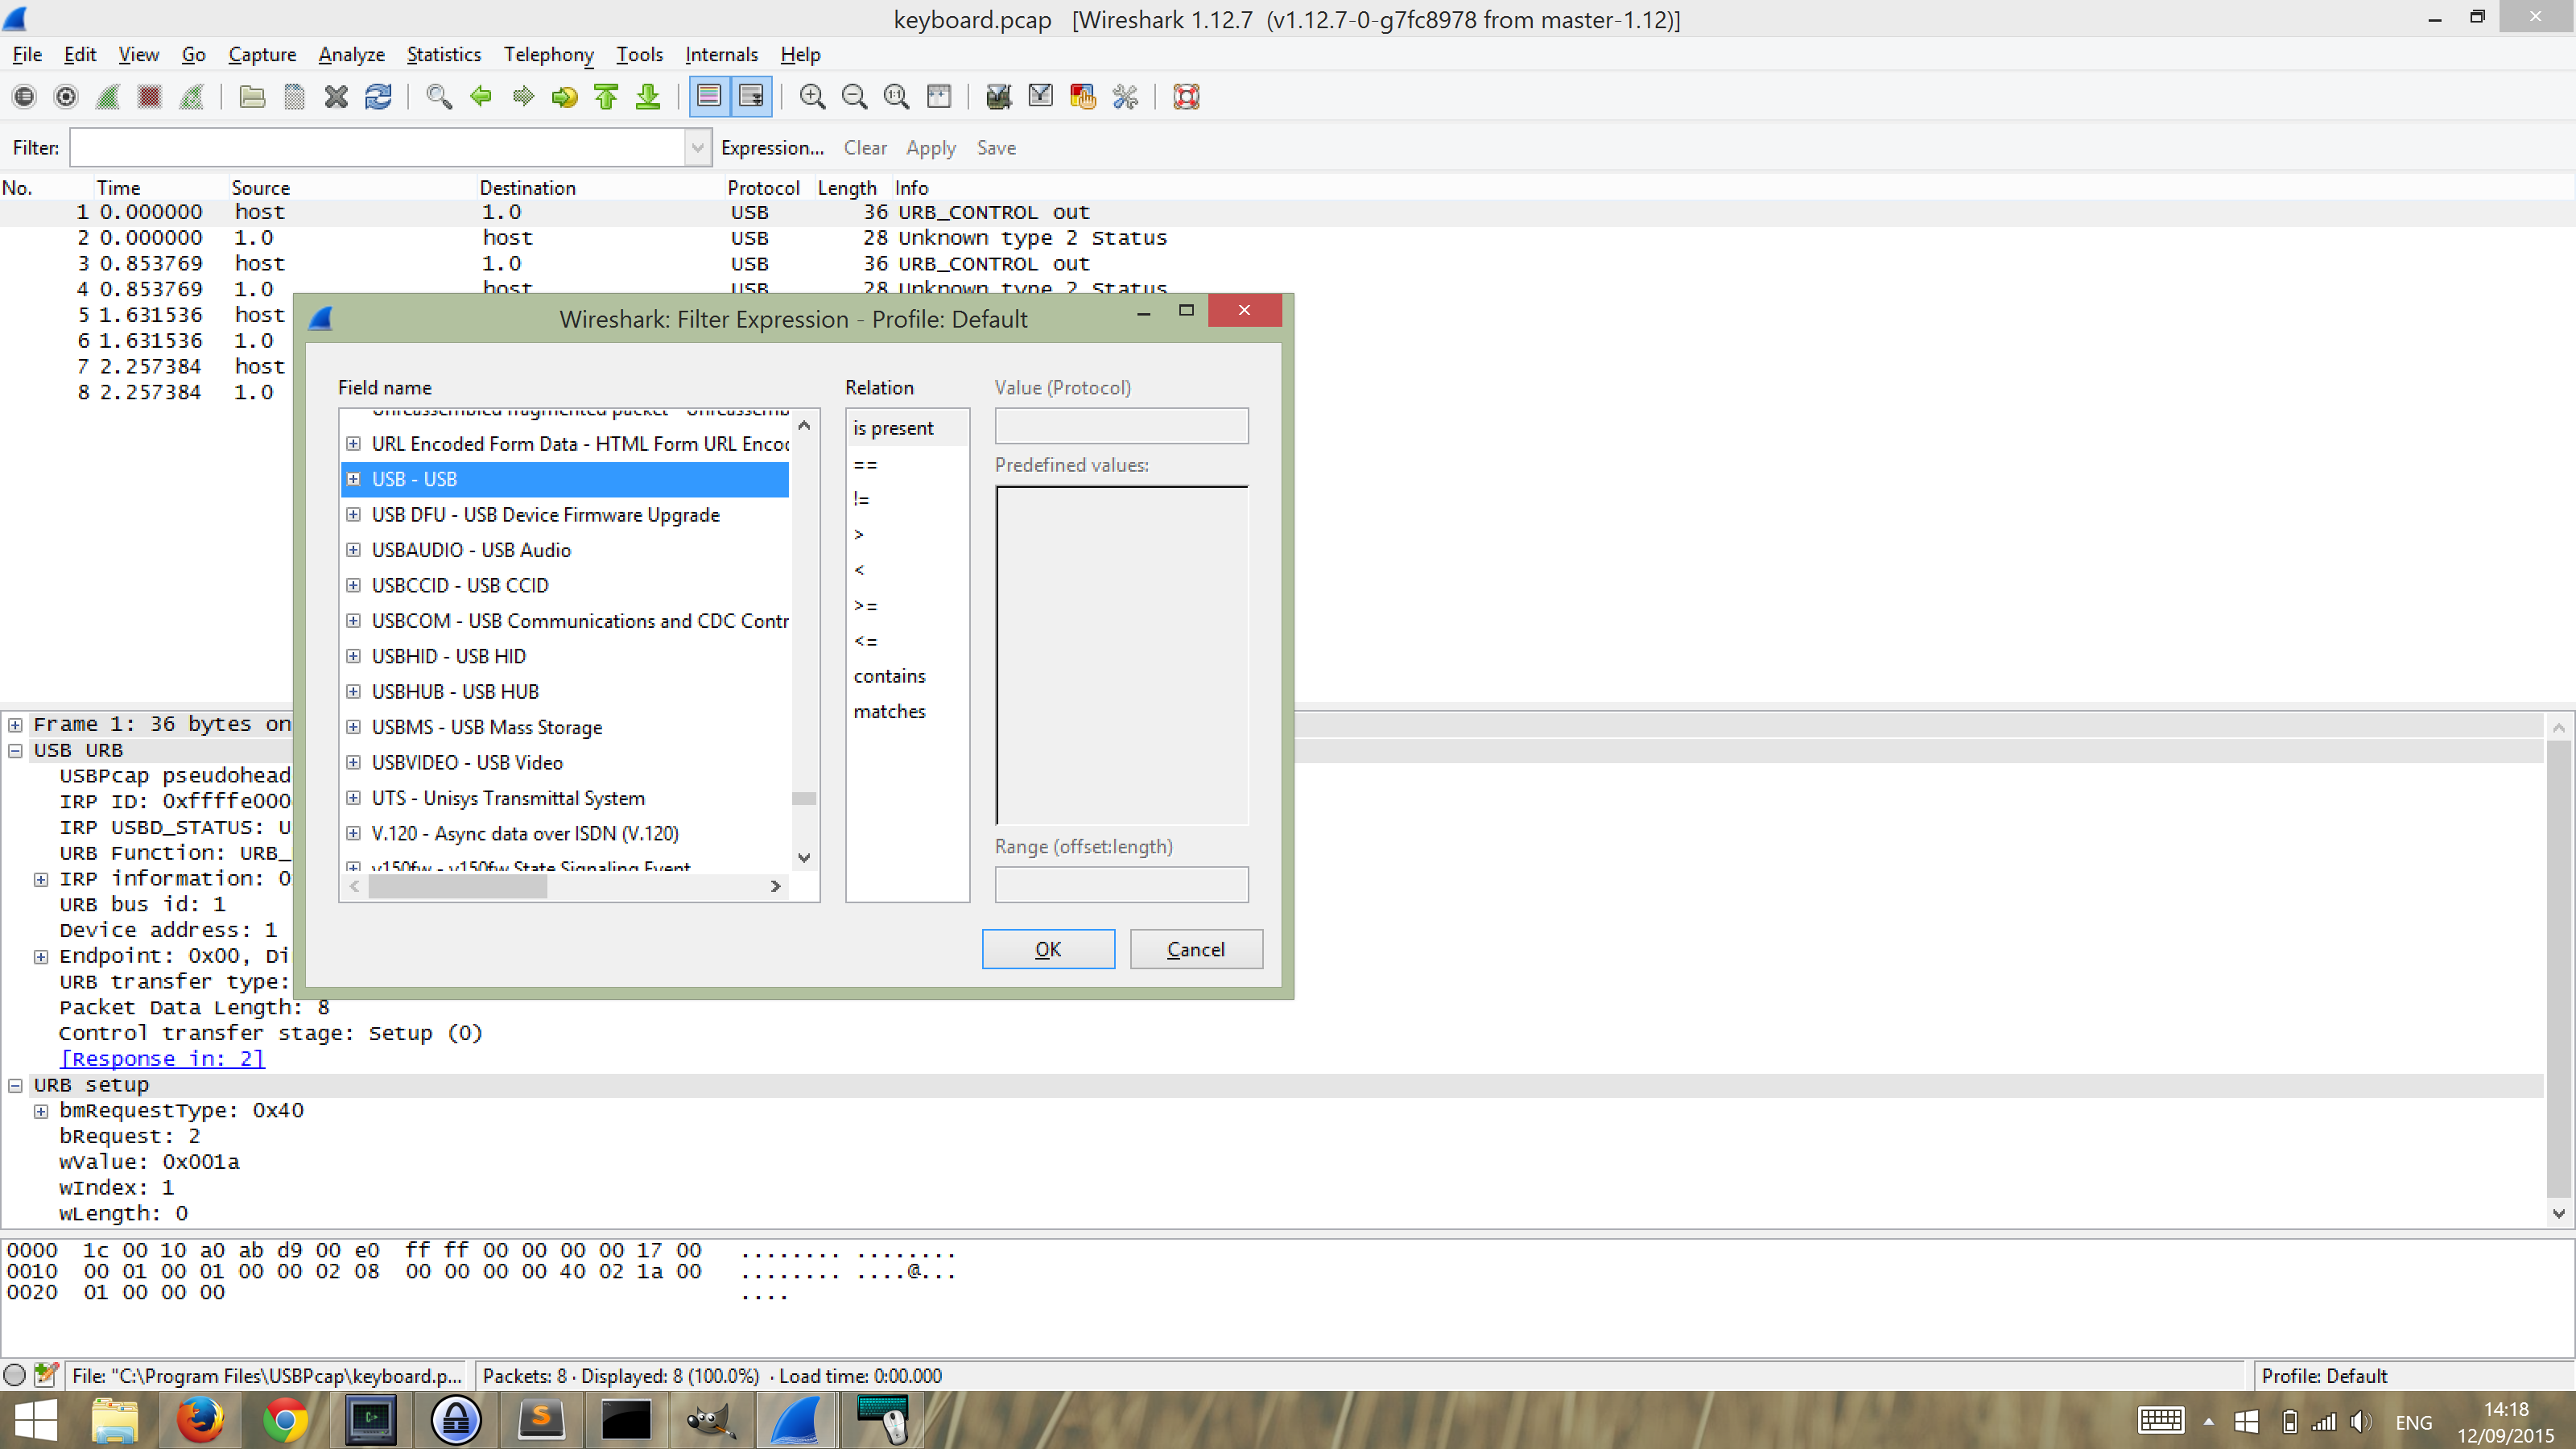 keyboard.pcap [Wireshark 1.12.7 (v1.12.7-0-g7fc8978 from master-1.12)]
File Edit View Go Capture Analyze Statistics Telephony Tools Internals Help
Filter: Expression... Clear Apply Save
No. Time Source Destination Protocol Length Info
1 0.000000 host 1.0 USB 36 URB_CONTROL out
2 0.000000 1.0 host USB 28 Unknown type 2 Status
3 0.853769 host 1.0 USB 36 URB_CONTROL out
4 0.853769 1.0 host USB 28 Unknown type 2 Status
5 1.631536 host
6 1.631536 1.0
7 2.257384 host
8 2.257384 1.0
Wireshark: Filter Expression - Profile: Default
Field name
Unreassembled fragmented packet - Unreassemb
URL Encoded Form Data - HTML Form URL Enco
USB - USB
USB DFU - USB Device Firmware Upgrade
USBAUDIO - USB Audio
USBCCID - USB CCID
USBCOM - USB Communications and CDC Contr
USBHID - USB HID
USBHUB - USB HUB
USBMS - USB Mass Storage
USBVIDEO - USB Video
UTS - Unisys Transmittal System
V.120 - Async data over ISDN (V.120)
v150fw - v150fw State Signaling Event
Relation
is present
==
!=
>
<
>=
<=
contains
matches
Value (Protocol)
Predefined values:
Range (offset:length)
OK Cancel
Frame 1: 36 bytes on
USB URB
USBPcap pseudohead
IRP ID: 0xffffe000
IRP USBD_STATUS: U
URB Function: URB_
IRP information: 0
URB bus id: 1
Device address: 1
Endpoint: 0x00, Di
URB transfer type:
Packet Data Length: 8
Control transfer stage: Setup (0)
[Response in: 2]
URB setup
bmRequestType: 0x40
bRequest: 2
wValue: 0x001a
wIndex: 1
wLength: 0
0000 1c 00 10 a0 ab d9 00 e0 ff ff 00 00 00 00 17 00 ........ ........
0010 00 01 00 01 00 00 02 08 00 00 00 00 40 02 1a 00 ........ ....@...
0020 01 00 00 00 ....
File: "C:\Program Files\USBPcap\keyboard.p... Packets: 8 · Displayed: 8 (100.0%) · Load time: 0:00.000 Profile: Default
ENG
14:18
12/09/2015